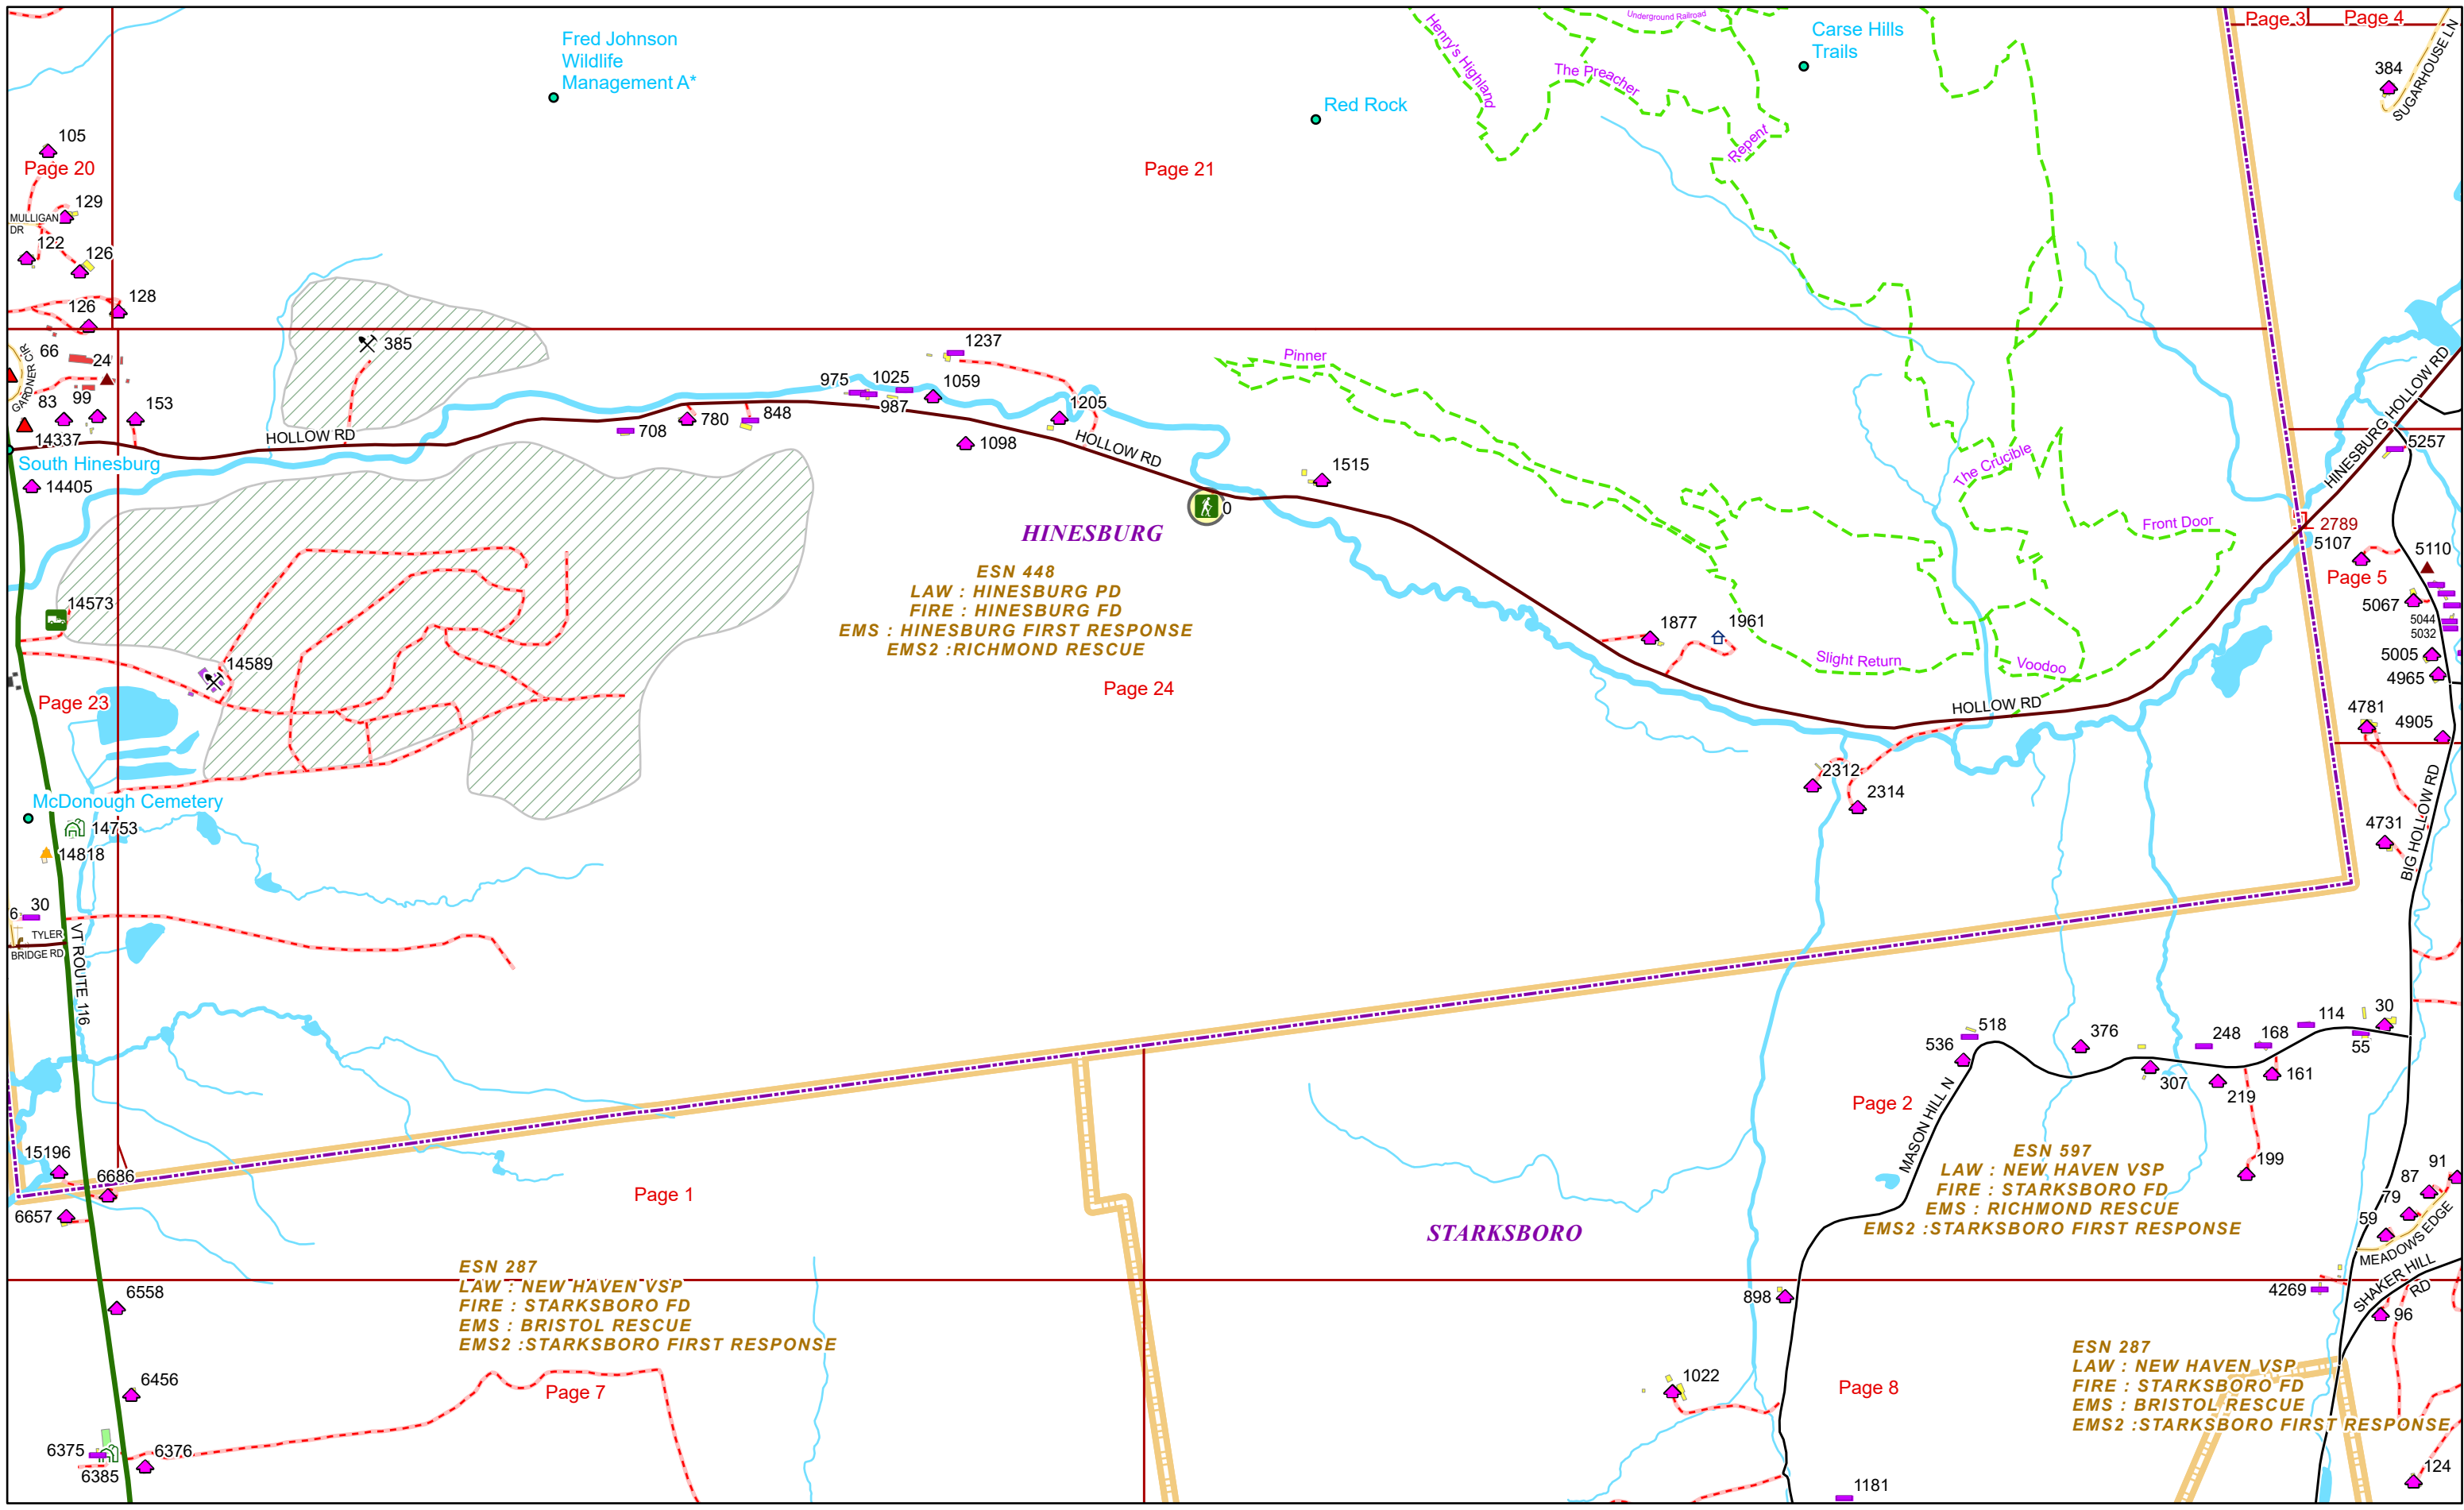 Underground Railroad
Page 3
Page 4
Fred Johnson
Wildlife
Management A*
Carse Hills
Trails
Henry's Highland
The Preacher
Red Rock
Repent
384
SUGARHOUSE LN
105
Page 20
Page 21
129
MULLIGAN
DR
122
126
126
128
66
24
GARDNER CIR
83
99
153
14337
385
HOLLOW RD
South Hinesburg
14405
708
780
848
975
1025
987
1059
1237
1098
1205
HOLLOW RD
Pinner
1515
0
HINESBURG
ESN 448
LAW : HINESBURG PD
FIRE : HINESBURG FD
EMS : HINESBURG FIRST RESPONSE
EMS2 :RICHMOND RESCUE
Page 24
The Crucible
Front Door
HINESBURG HOLLOW RD
5257
2789
5107
5110
Page 5
5067
5044
5032
5005
4965
4781
4905
1877
1961
Slight Return
Voodoo
HOLLOW RD
14573
14589
Page 23
2312
2314
4731
BIG HOLLOW RD
McDonough Cemetery
14753
14818
6
30
TYLER
BRIDGE RD
VT ROUTE 116
518
536
376
307
248
168
114
30
55
161
219
199
MASON HILL N
Page 2
ESN 597
LAW : NEW HAVEN VSP
FIRE : STARKSBORO FD
EMS : RICHMOND RESCUE
EMS2 :STARKSBORO FIRST RESPONSE
91
87
79
59
MEADOWS EDGE
SHAKER HILL
RD
15196
6686
6657
Page 1
STARKSBORO
ESN 287
LAW : NEW HAVEN VSP
FIRE : STARKSBORO FD
EMS : BRISTOL RESCUE
EMS2 :STARKSBORO FIRST RESPONSE
6558
6456
6375
6385
6376
Page 7
898
1022
Page 8
1181
4269
96
ESN 287
LAW : NEW HAVEN VSP
FIRE : STARKSBORO FD
EMS : BRISTOL RESCUE
EMS2 :STARKSBORO FIRST RESPONSE
124